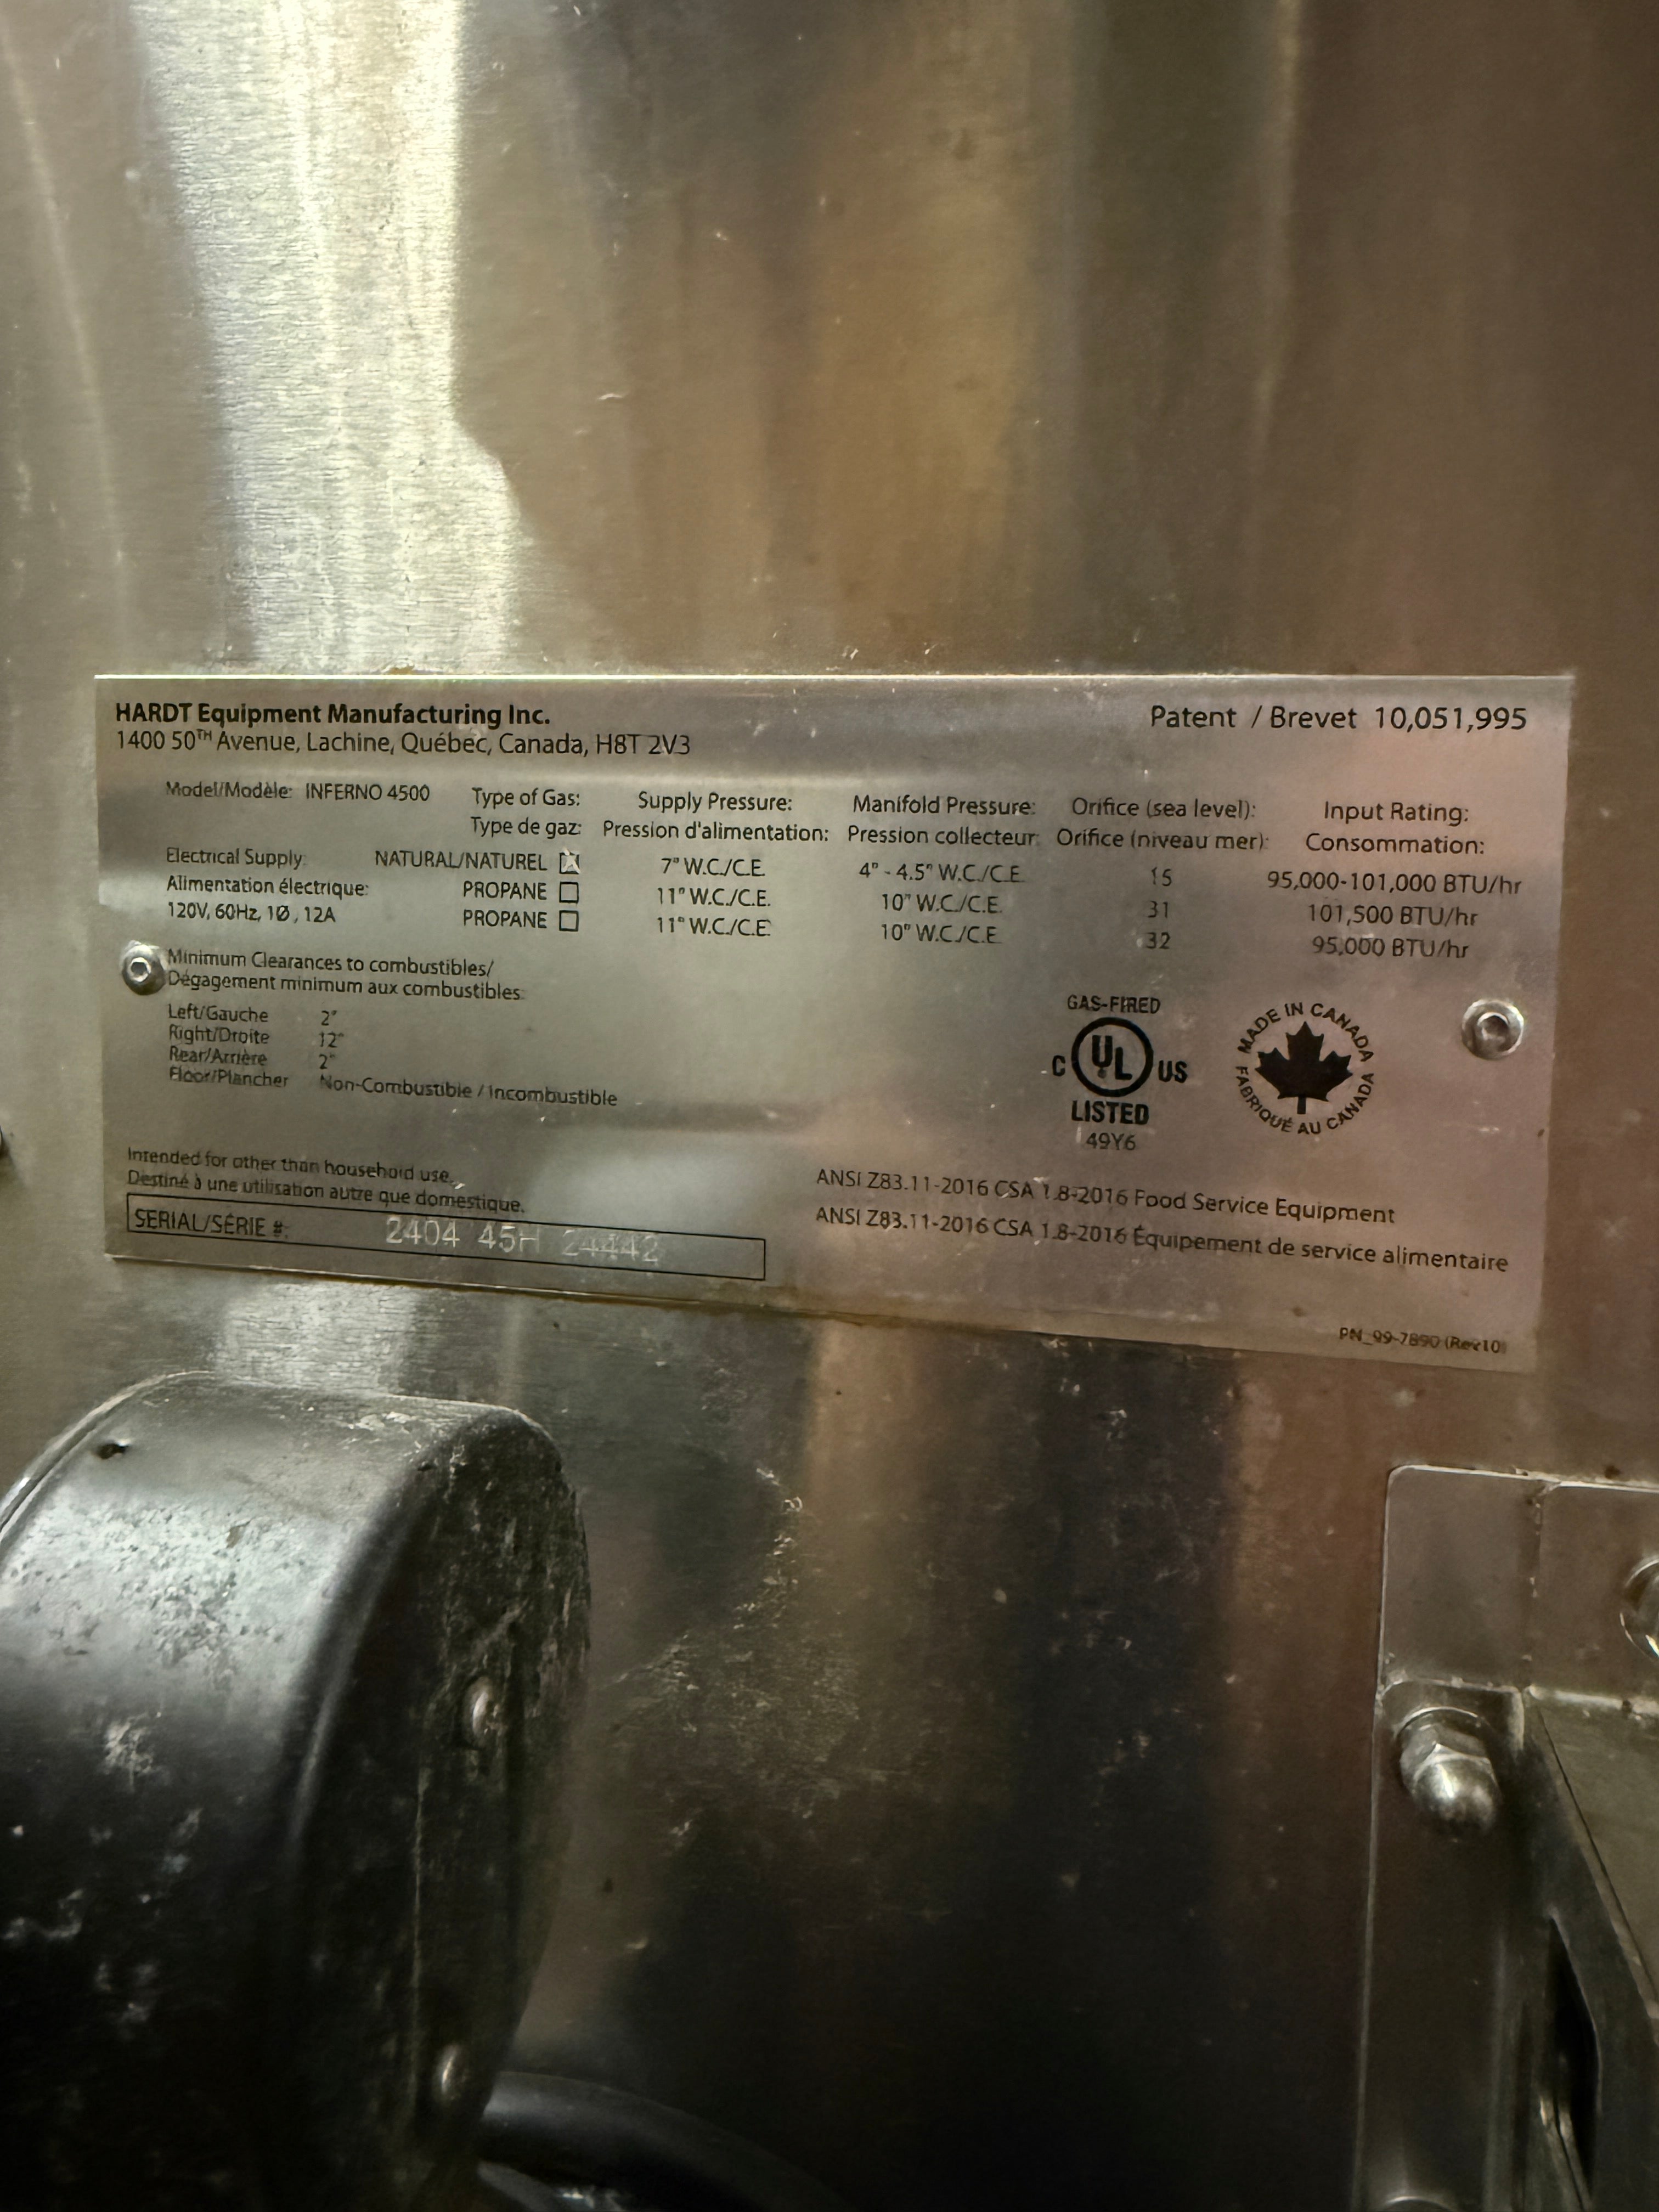 HARDT Equipment Manufacturing Inc.
1400 50TH Avenue, Lachine, Québec, Canada, H8T 2V3
Patent / Brevet 10,051,995
Model/Modèle: INFERNO 4500
Type of Gas: Supply Pressure: Manifold Pressure: Orifice (sea level): Input Rating:
Type de gaz: Pression d'alimentation: Pression collecteur: Orifice (niveau mer): Consommation:
Electrical Supply:
Alimentation électrique:
120V, 60Hz, 1Ø, 12A
NATURAL/NATUREL 7" W.C./C.E. 4" - 4.5" W.C./C.E. 15 95,000-101,000 BTU/hr
PROPANE 11" W.C./C.E. 10" W.C./C.E. 31 101,500 BTU/hr
PROPANE 11" W.C./C.E. 10" W.C./C.E. 32 95,000 BTU/hr
Minimum Clearances to combustibles/
Dégagement minimum aux combustibles:
Left/Gauche 2"
Right/Droite 12"
Rear/Arrière 2"
Floor/Plancher Non-Combustible / Incombustible
GAS-FIRED
C UL US
LISTED
49Y6
MADE IN CANADA
FABRIQUÉ AU CANADA
Intended for other than household use.
Destiné à une utilisation autre que domestique.
SERIAL/SÉRIE #: 2404 45H 24442
ANSI Z83.11-2016 CSA 1.8-2016 Food Service Equipment
ANSI Z83.11-2016 CSA 1.8-2016 Équipement de service alimentaire
PN_99-7890 (Rev10)